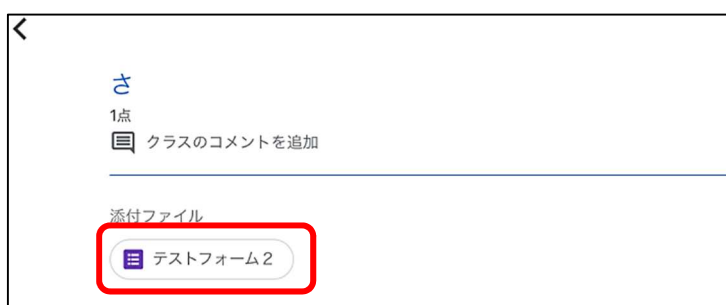 さ
1点
クラスのコメントを追加
添付ファイル
テストフォーム2